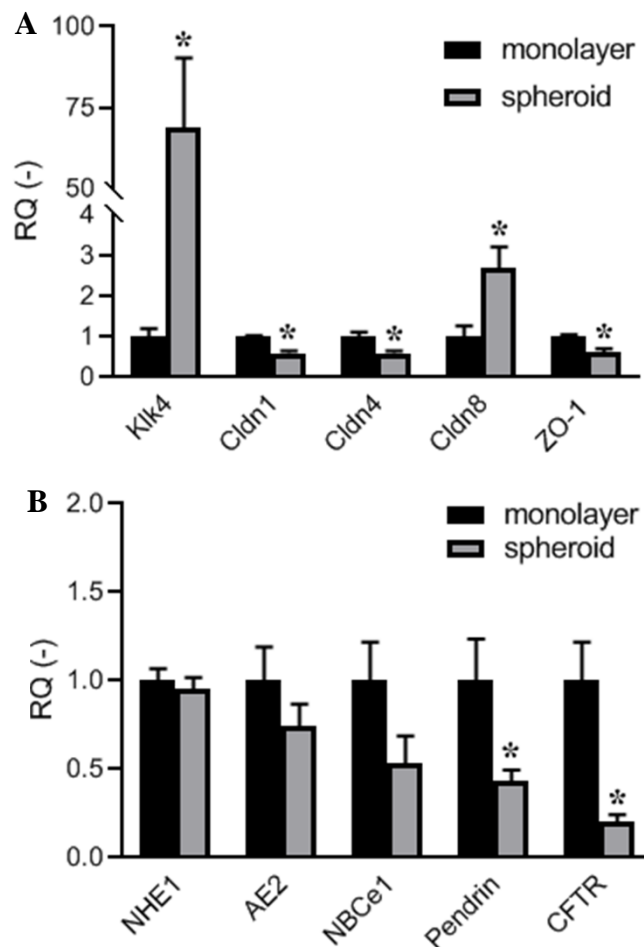 A
100
75
50
4
3
2
1
0
RQ (-)
monolayer
spheroid
*
*
*
*
*
Klk4
Cldn1
Cldn4
Cldn8
ZO-1
B
2.0
1.5
1.0
0.5
0.0
RQ (-)
monolayer
spheroid
*
*
NHE1
AE2
NBCe1
Pendrin
CFTR